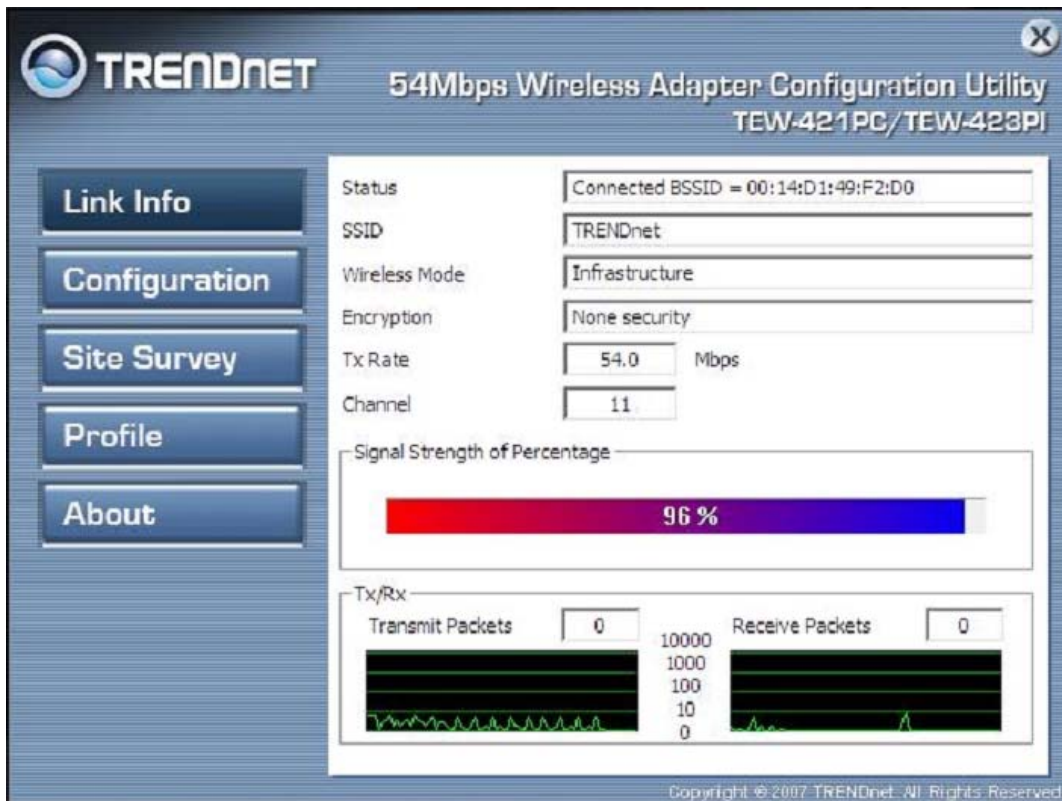 TRENDNET
54Mbps Wireless Adapter Configuration Utility
TEW-421PC/TEW-423PI
Link Info
Configuration
Site Survey
Profile
About
Status Connected BSSID = 00:14:D1:49:F2:D0
SSID TRENDnet
Wireless Mode Infrastructure
Encryption None security
Tx Rate 54.0 Mbps
Channel 11
Signal Strength of Percentage
96 %
Tx/Rx
Transmit Packets 0
Receive Packets 0
10000
1000
100
10
0
Copyright © 2007 TRENDnet. All Rights Reserved